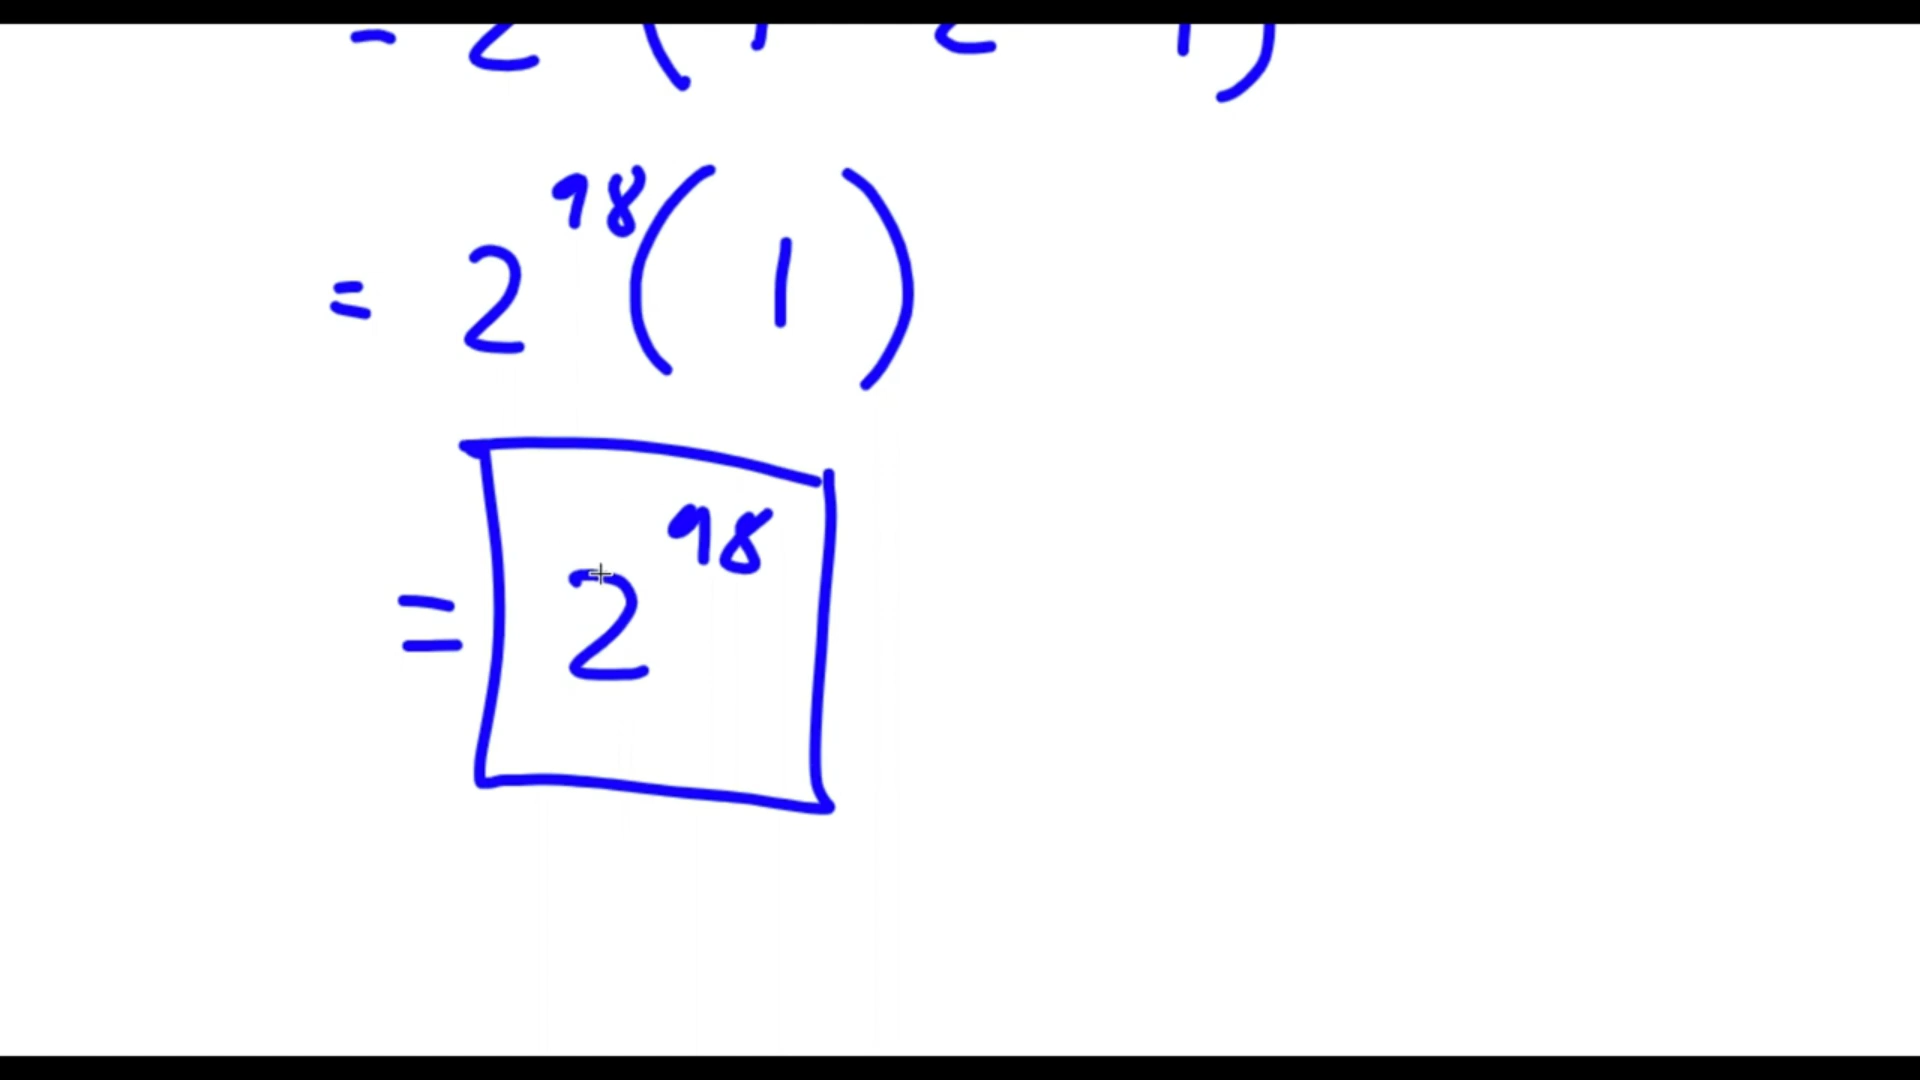 = 2^98 ( 1 )
= 2^98